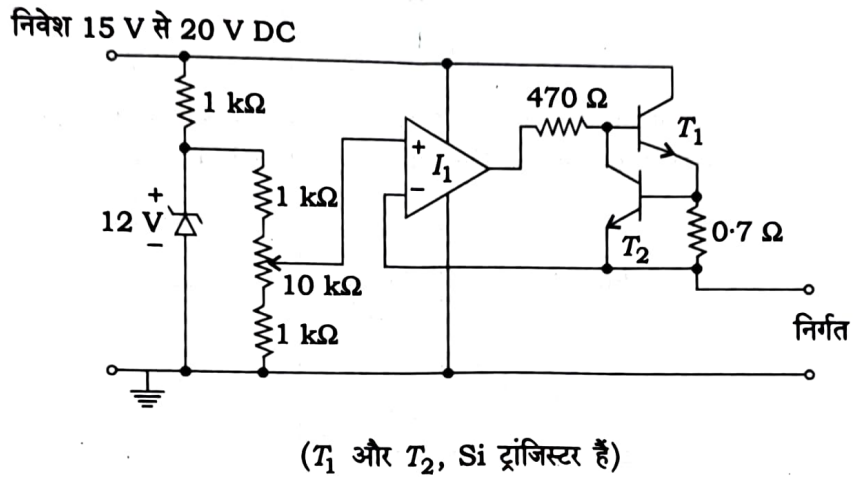 निवेश 15 V से 20 V DC
1 kΩ
470 Ω
T₁
+
I₁
−
+
12 V
−
1 kΩ
T₂
0·7 Ω
10 kΩ
1 kΩ
निर्गत
(T₁ और T₂, Si ट्रांजिस्टर हैं)